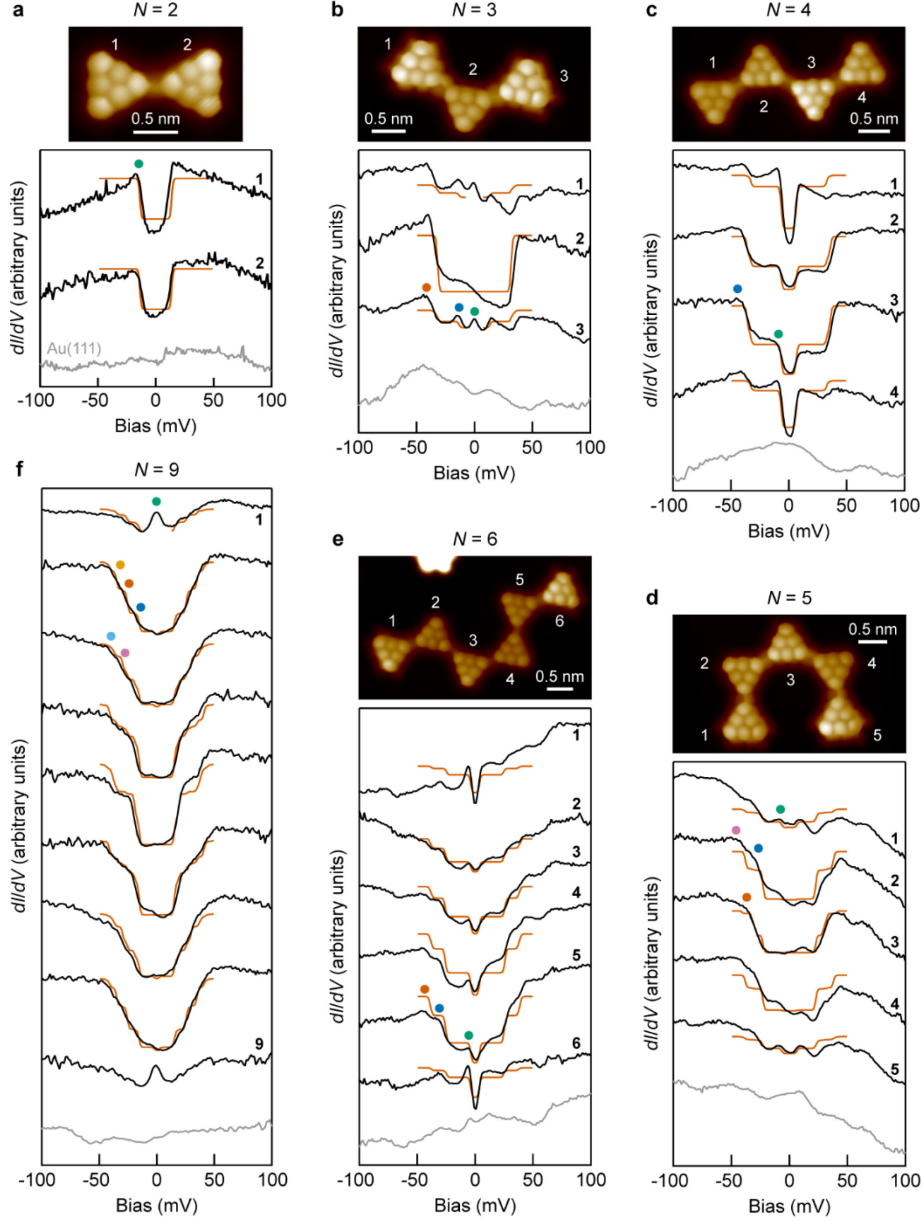 a
N = 2
1
2
0.5 nm
dI/dV (arbitrary units)
1
2
Au(111)
-100
-50
0
50
100
Bias (mV)
b
N = 3
1
2
3
0.5 nm
dI/dV (arbitrary units)
1
2
3
-100
-50
0
50
100
Bias (mV)
c
N = 4
1
2
3
4
0.5 nm
dI/dV (arbitrary units)
1
2
3
4
-100
-50
0
50
100
Bias (mV)
f
N = 9
1
9
dI/dV (arbitrary units)
-100
-50
0
50
100
Bias (mV)
e
N = 6
1
2
3
4
5
6
0.5 nm
dI/dV (arbitrary units)
1
2
3
4
5
6
-100
-50
0
50
100
Bias (mV)
d
N = 5
0.5 nm
2
3
4
1
5
dI/dV (arbitrary units)
1
2
3
4
5
-100
-50
0
50
100
Bias (mV)